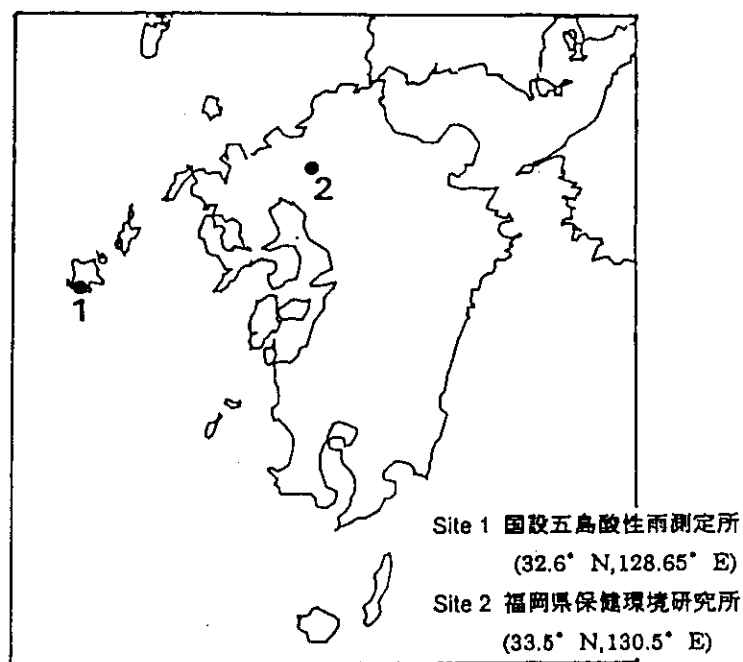 2
1
Site 1 国設五島酸性雨測定所
(32.6° N,128.65° E)
Site 2 福岡県保健環境研究所
(33.5° N,130.5° E)